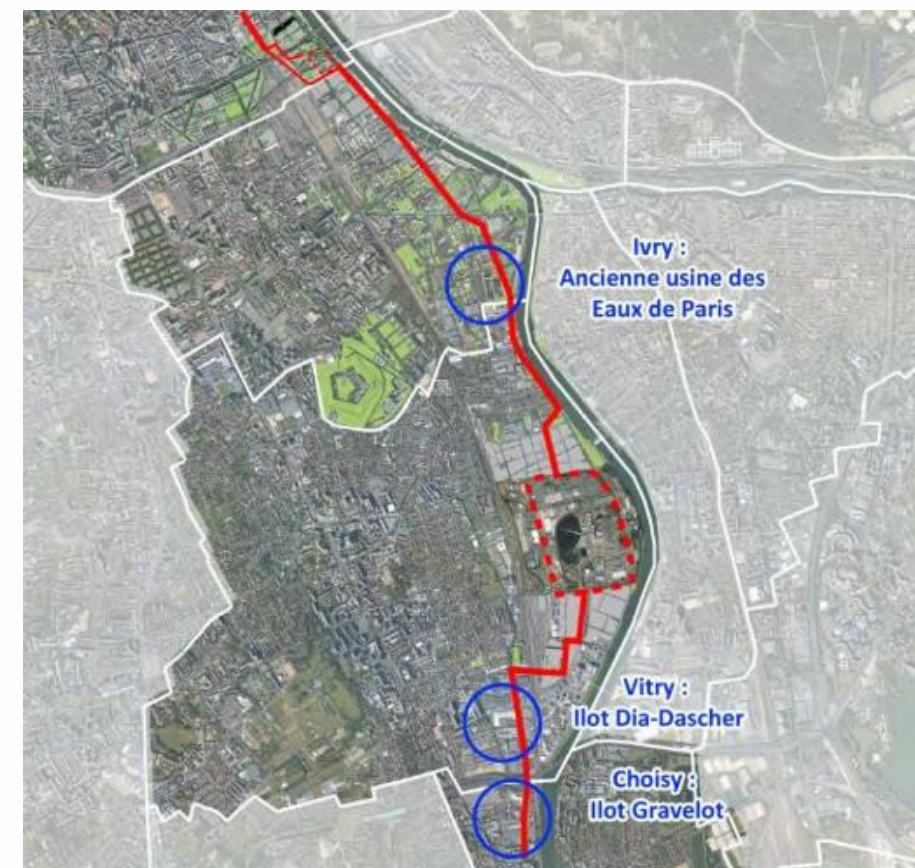 Ivry :
Ancienne usine des
Eaux de Paris
Vitry :
Ilot Dia-Dascher
Choisy :
Ilot Gravelot